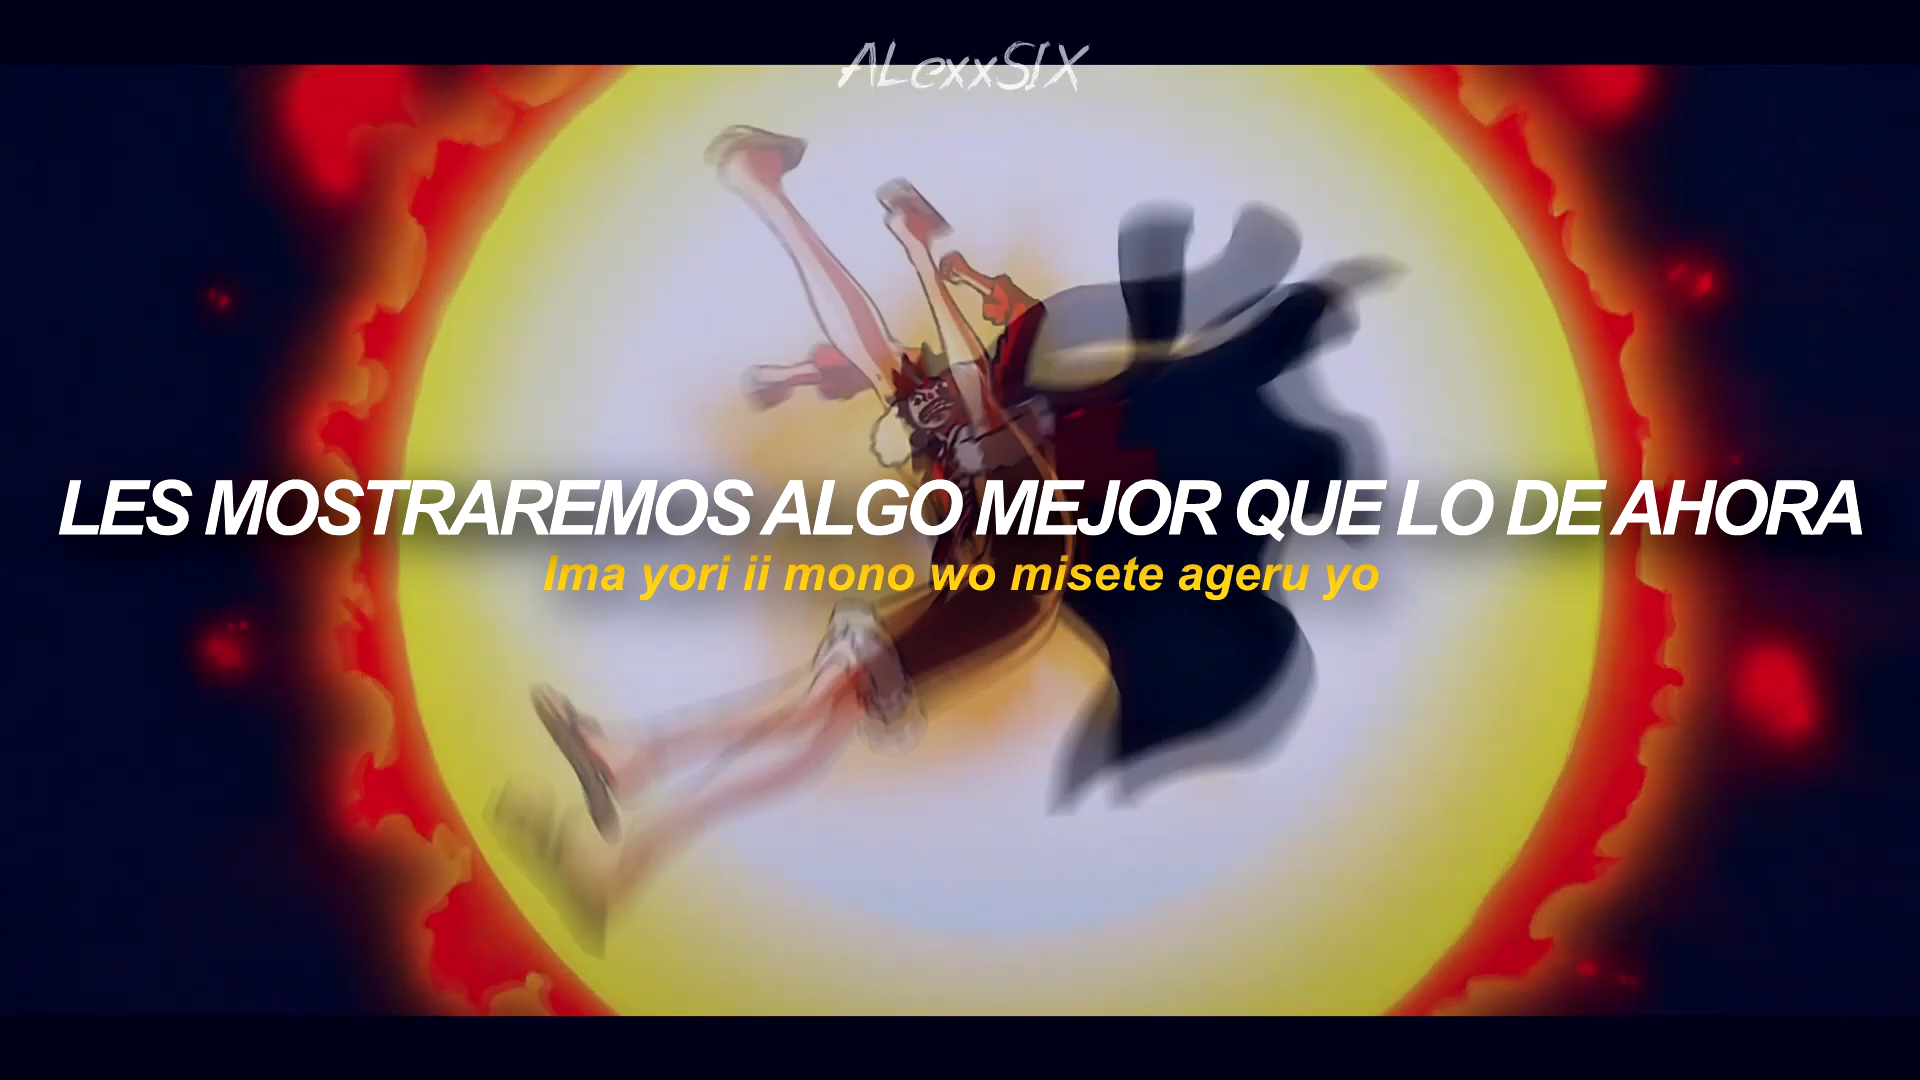 ALexxSIX
LES MOSTRAREMOS ALGO MEJOR QUE LO DE AHORA
Ima yori ii mono wo misete ageru yo